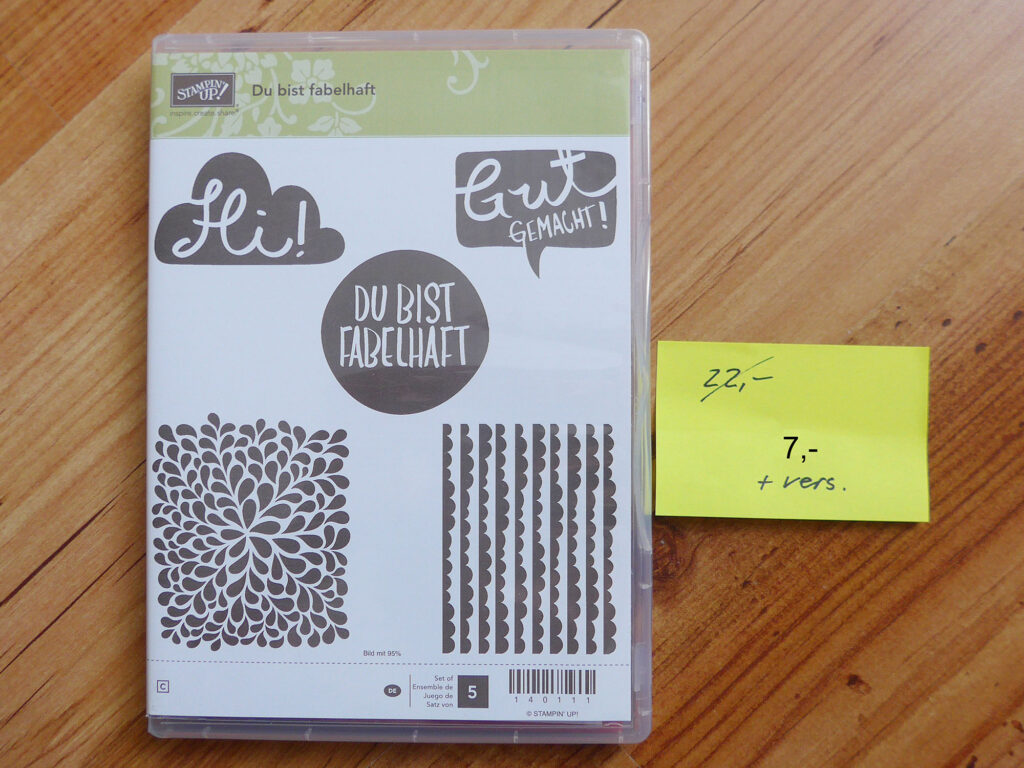 STAMPIN' UP!
inspire.create.share®
Du bist fabelhaft
Hi!
Gut
GEMACHT!
DU BIST
FABELHAFT
22,-
7,-
+ vers.
Bild mit 95%
C
DE
Set of
Ensemble de
Juego de
Satz von
5
140111
© STAMPIN' UP!